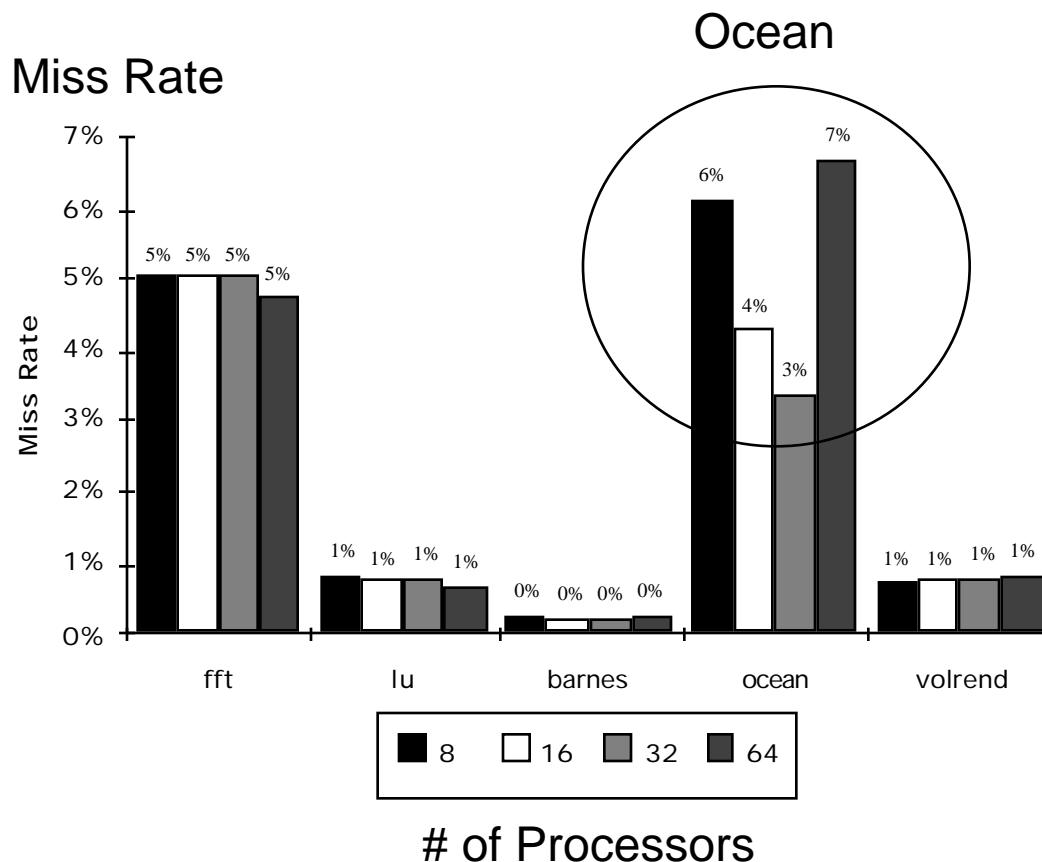 Ocean
Miss Rate
7%
6%
5%
4%
3%
2%
1%
0%
Miss Rate
5% 5% 5% 5%
1% 1% 1% 1%
0% 0% 0% 0%
6% 4% 3% 7%
1% 1% 1% 1%
fft lu barnes ocean volrend
8 16 32 64
# of Processors